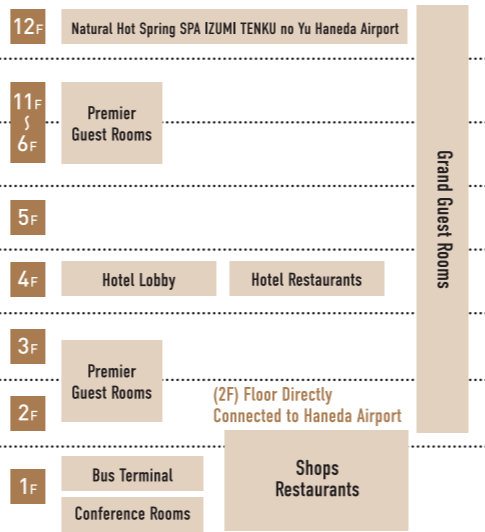 12F
Natural Hot Spring SPA IZUMI TENKU no Yu Haneda Airport
11F
~
6F
Premier
Guest Rooms
Grand Guest Rooms
5F
4F
Hotel Lobby
Hotel Restaurants
3F
Premier
Guest Rooms
2F
(2F) Floor Directly
Connected to Haneda Airport
1F
Bus Terminal
Conference Rooms
Shops
Restaurants